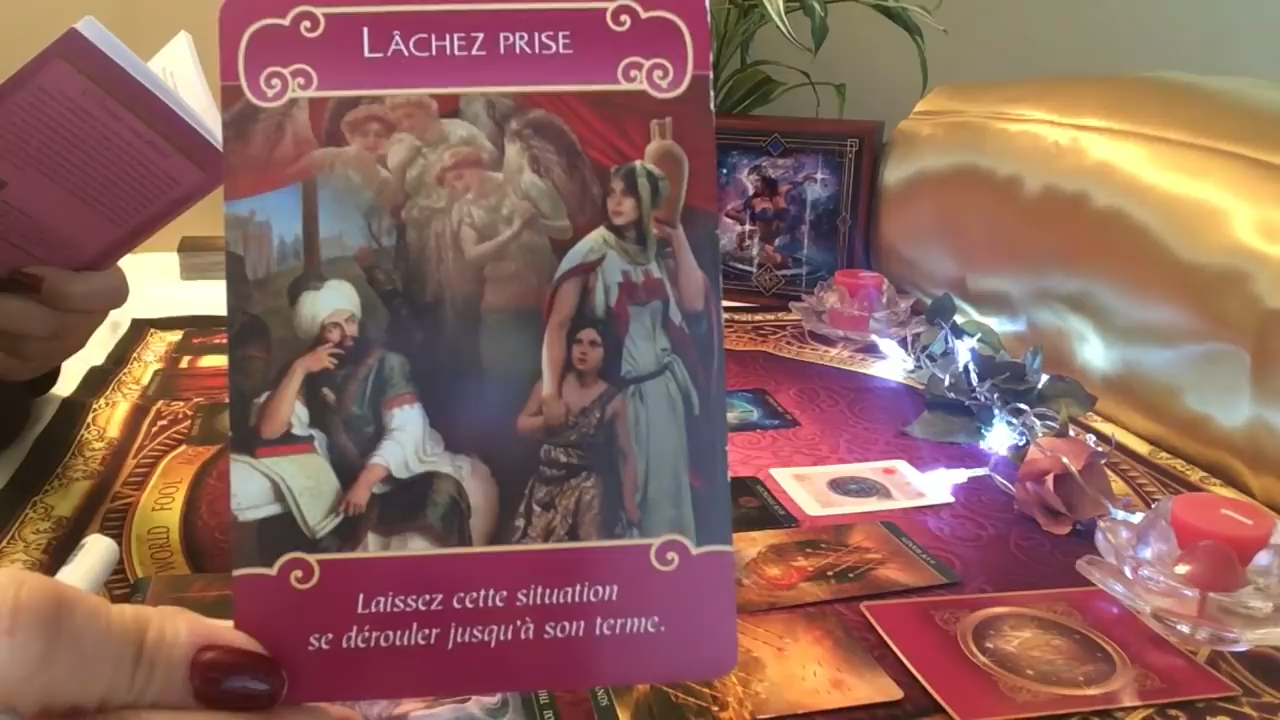 LÂCHEZ PRISE
Laissez cette situation
se dérouler jusqu'à son terme.
WORLD FOOL